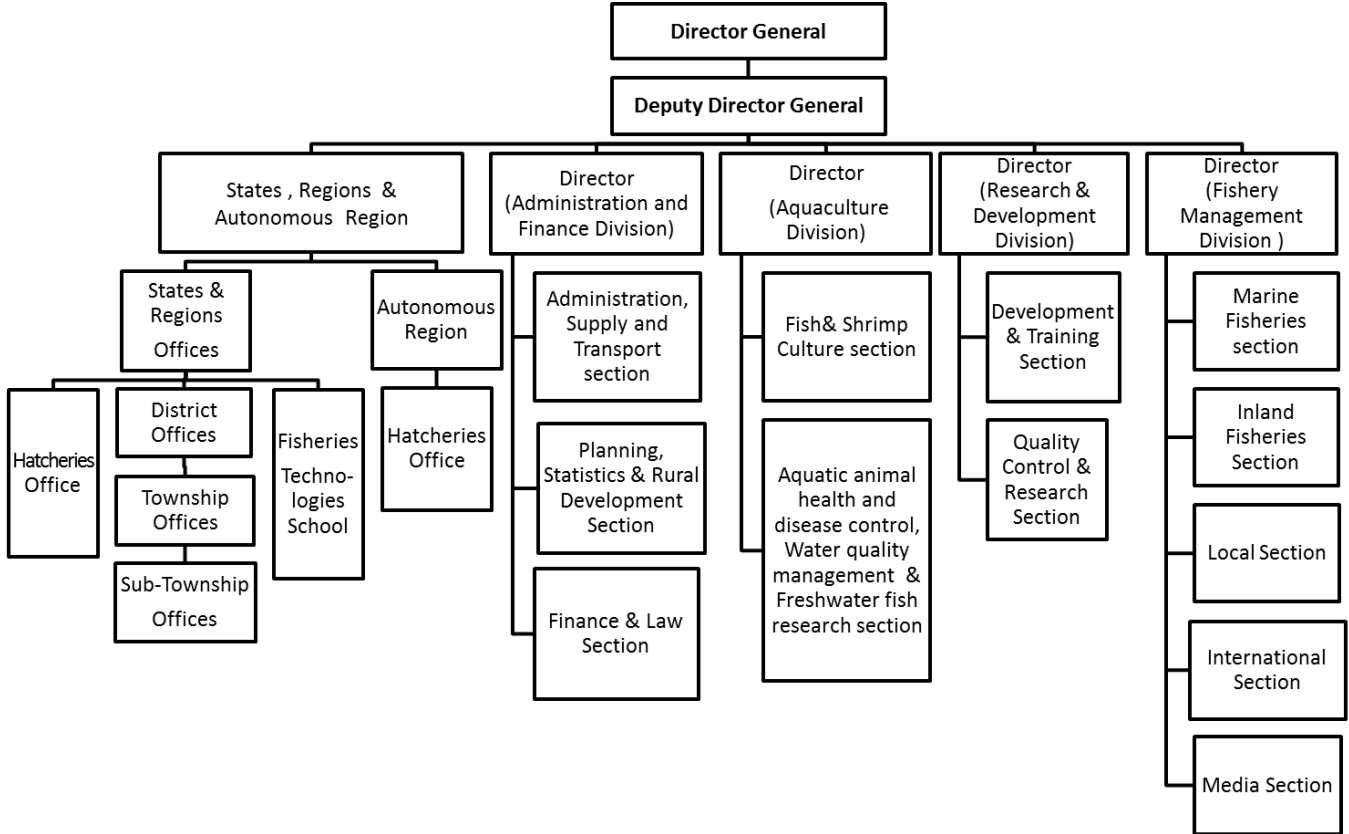 Director General
Deputy Director General
States , Regions &
Autonomous Region
Director
(Administration and
Finance Division)
Director
(Aquaculture
Division)
Director
(Research &
Development
Division)
Director
(Fishery
Management
Division )
States &
Regions
Offices
Autonomous
Region
Hatcheries
Office
District
Offices
Township
Offices
Sub-Township
Offices
Fisheries
Techno-
logies
School
Hatcheries
Office
Administration,
Supply and
Transport
section
Planning,
Statistics & Rural
Development
Section
Finance & Law
Section
Fish& Shrimp
Culture section
Aquatic animal
health and
disease control,
Water quality
management &
Freshwater fish
research section
Development
& Training
Section
Quality
Control &
Research
Section
Marine
Fisheries
section
Inland
Fisheries
Section
Local Section
International
Section
Media Section